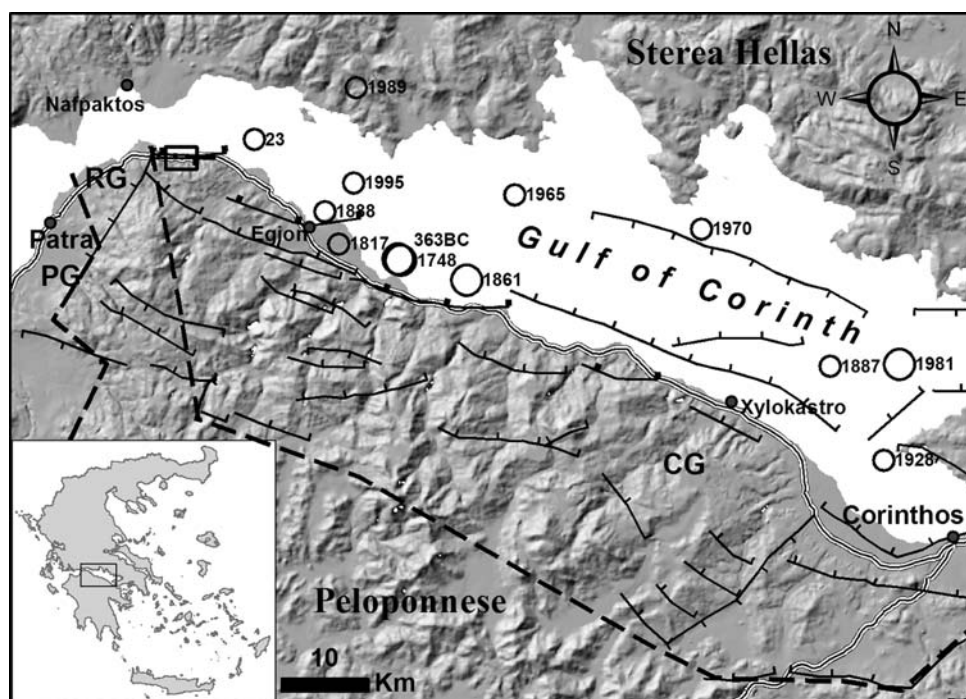 Sterea Hellas
N
W
E
S
Nafpaktos
1989
23
RG
1995
1965
1888
1970
Egion
Patra
1817
363BC
1748
Gulf of Corinth
PG
1861
1887
1981
Xylokastro
CG
1928
Corinthos
Peloponnese
10
Km